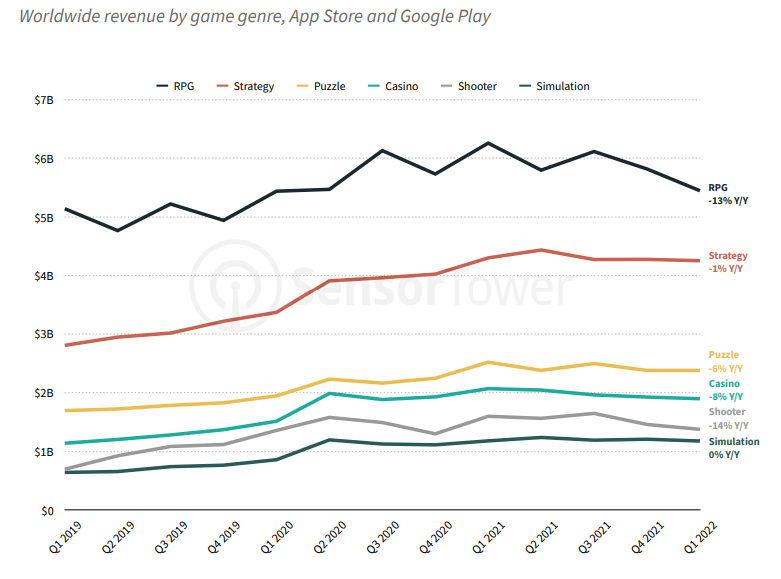 Worldwide revenue by game genre, App Store and Google Play
RPG Strategy Puzzle Casino Shooter Simulation
$7B
$6B
$5B
$4B
$3B
$2B
$1B
$0
SensorTower
RPG
-13% Y/Y
Strategy
-1% Y/Y
Puzzle
-6% Y/Y
Casino
-8% Y/Y
Shooter
-14% Y/Y
Simulation
0% Y/Y
Q1 2019 Q2 2019 Q3 2019 Q4 2019 Q1 2020 Q2 2020 Q3 2020 Q4 2020 Q1 2021 Q2 2021 Q3 2021 Q4 2021 Q1 2022